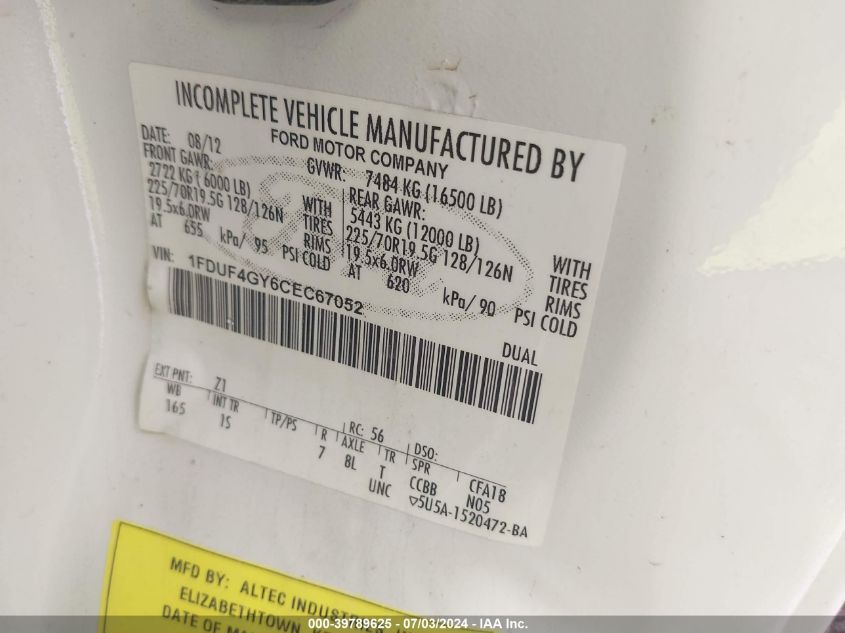 INCOMPLETE VEHICLE MANUFACTURED BY
FORD MOTOR COMPANY
DATE: 08/12 GVWR: 7484 KG (16500 LB)
FRONT GAWR: REAR GAWR:
2722 KG (6000 LB) WITH 5443 KG (12000 LB) WITH
225/70R19.5G 128/126N TIRES 225/70R19.5G 128/126N TIRES
19.5x6.0RW RIMS 19.5x6.0RW RIMS
AT 655 kPa/ 95 PSI COLD AT 620 kPa/ 90 PSI COLD
VIN: 1FDUF4GY6CEC67052
DUAL
EXT PNT: Z1 RC: 56 DSO:
WB INT TR TP/PS R AXLE TR SPR CFA18
165 15 7 8L T CCBB N05
UNC 5U5A-1520472-BA
MFD BY: ALTEC INDUSTRIES
ELIZABETHTOWN,
DATE OF
000-39789625 - 07/03/2024 - IAA Inc.